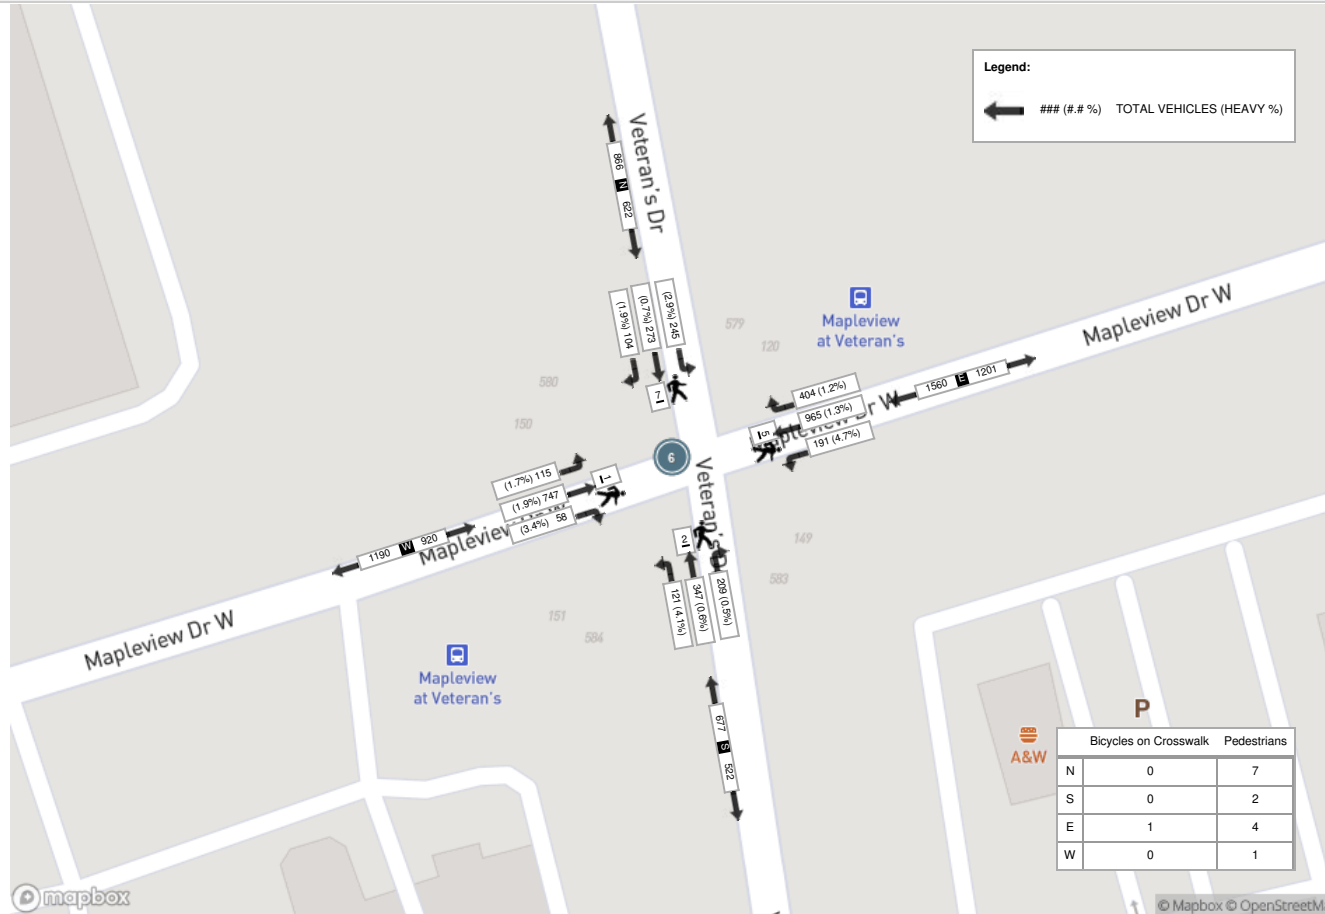 Legend:
### (#.# %) TOTAL VEHICLES (HEAVY %)
Veteran's Dr
866 N 622
(1.9%) 104
(0.7%) 273
(2.9%) 245
7
579
120
Mapleview
at Veteran's
Mapleview Dr W
1560 E 1201
404 (1.2%)
965 (1.3%)
191 (4.7%)
5
580
150
6
(1.7%) 115
(1.9%) 747
(3.4%) 58
1
1190 W 920
Mapleview Dr W
Veteran's
2
121 (4.1%)
347 (0.6%)
209 (0.5%)
149
583
151
584
Mapleview
at Veteran's
677 S 522
P
A&W
Bicycles on Crosswalk Pedestrians
N 0 7
S 0 2
E 1 4
W 0 1
mapbox
© Mapbox © OpenStreetM